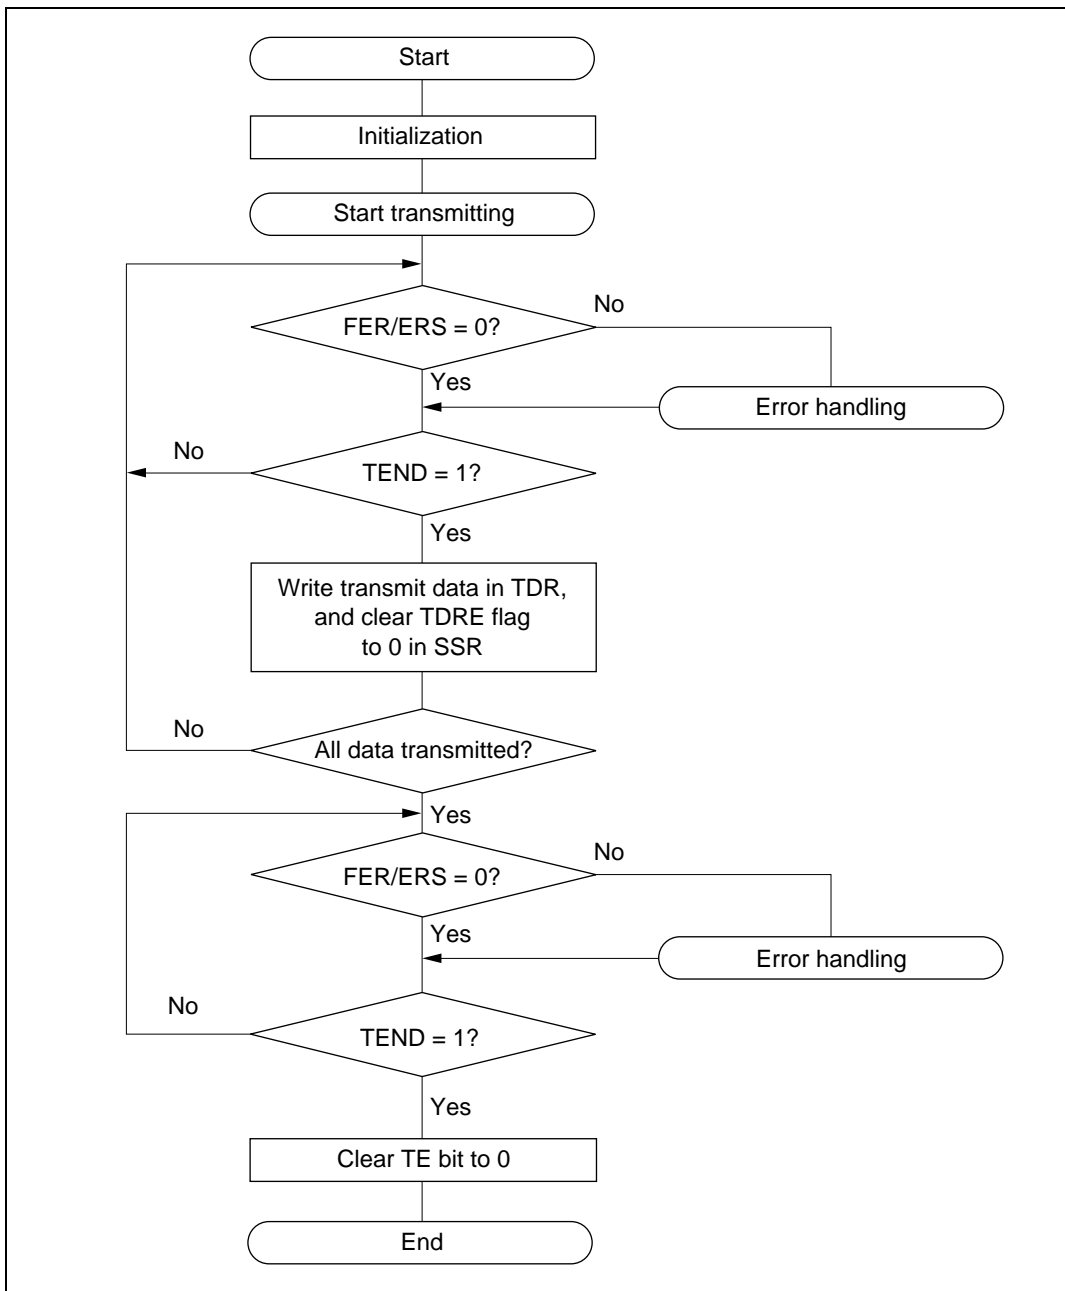 Start
Initialization
Start transmitting
FER/ERS = 0?
No
Yes
Error handling
No
TEND = 1?
Yes
Write transmit data in TDR,
and clear TDRE flag
to 0 in SSR
No
All data transmitted?
Yes
FER/ERS = 0?
No
Yes
Error handling
No
TEND = 1?
Yes
Clear TE bit to 0
End